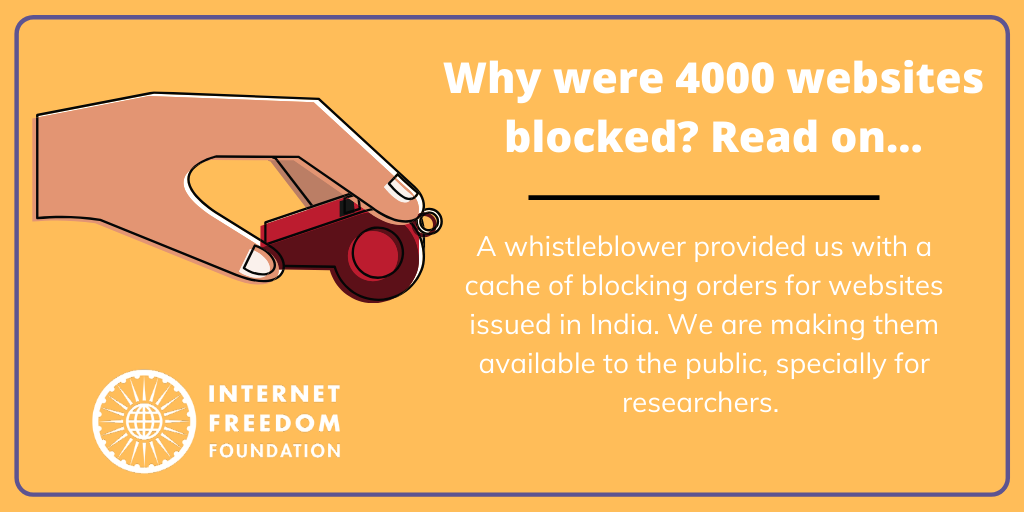 Why were 4000 websites
blocked? Read on...
A whistleblower provided us with a
cache of blocking orders for websites
issued in India. We are making them
available to the public, specially for
researchers.
INTERNET
FREEDOM
FOUNDATION